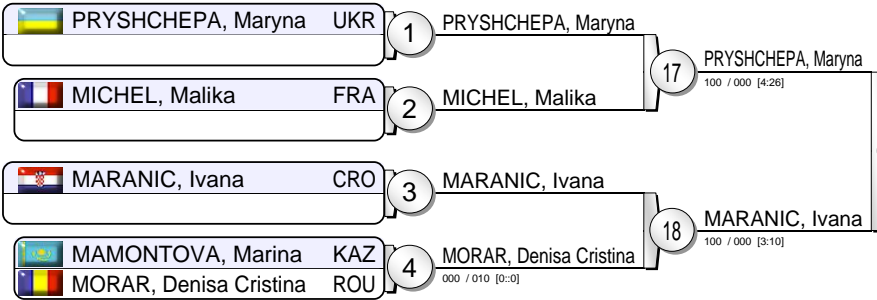 PRYSHCHEPA, Maryna UKR
1
PRYSHCHEPA, Maryna
17
PRYSHCHEPA, Maryna
100 / 000 [4:26]
MICHEL, Malika FRA
2
MICHEL, Malika
MARANIC, Ivana CRO
3
MARANIC, Ivana
18
MARANIC, Ivana
100 / 000 [3:10]
MAMONTOVA, Marina KAZ
MORAR, Denisa Cristina ROU
4
MORAR, Denisa Cristina
000 / 010 [0::0]